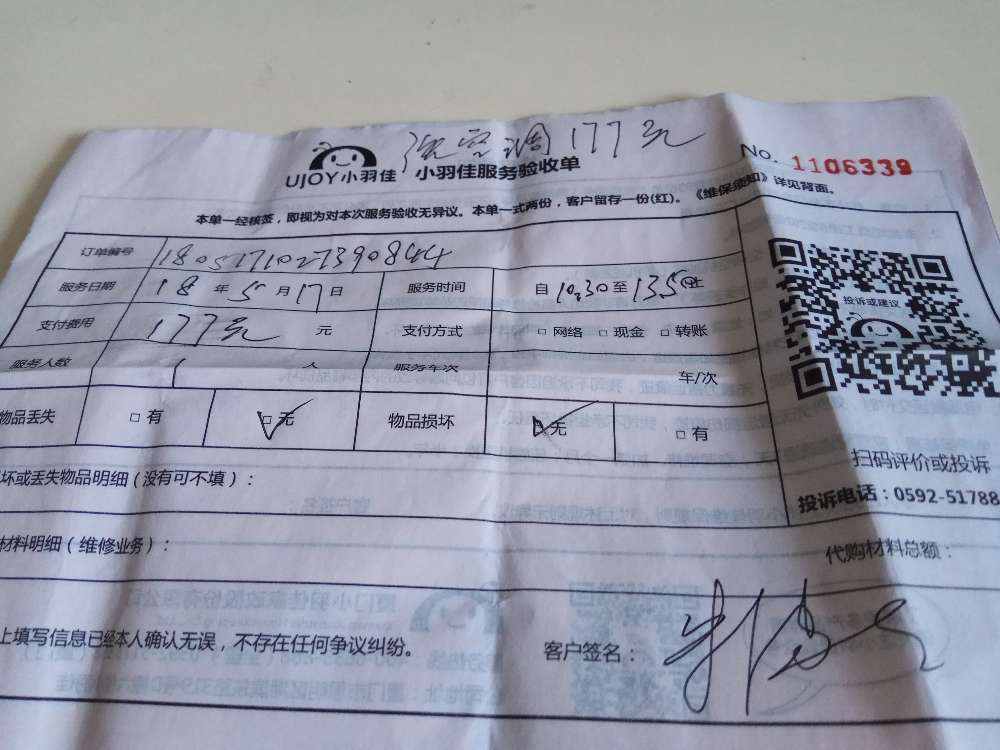 空调177元
UJOY小羽佳 小羽佳服务验收单 No. 1106339
本单一经核签，即视为对本次服务验收无异议。本单一式两份，客户留存一份(红)。《维保须知》详见背面。
订单编号
服务日期 18 年 5 月 17 日 服务时间 自 10.30 至
支付费用 177元 元 支付方式 □ 网络 □ 现金 □ 转账
服务人数 1 人 服务车次 车/次
物品丢失 □ 有 □ 无 物品损坏 □ 无 □ 有
投诉或建议
扫码评价或投诉
投诉电话：0592-51788
坏或丢失物品明细（没有可不填）：
材料明细（维修业务）： 代购材料总额：
上填写信息已经本人确认无误，不存在任何争议纠纷。 客户签名：